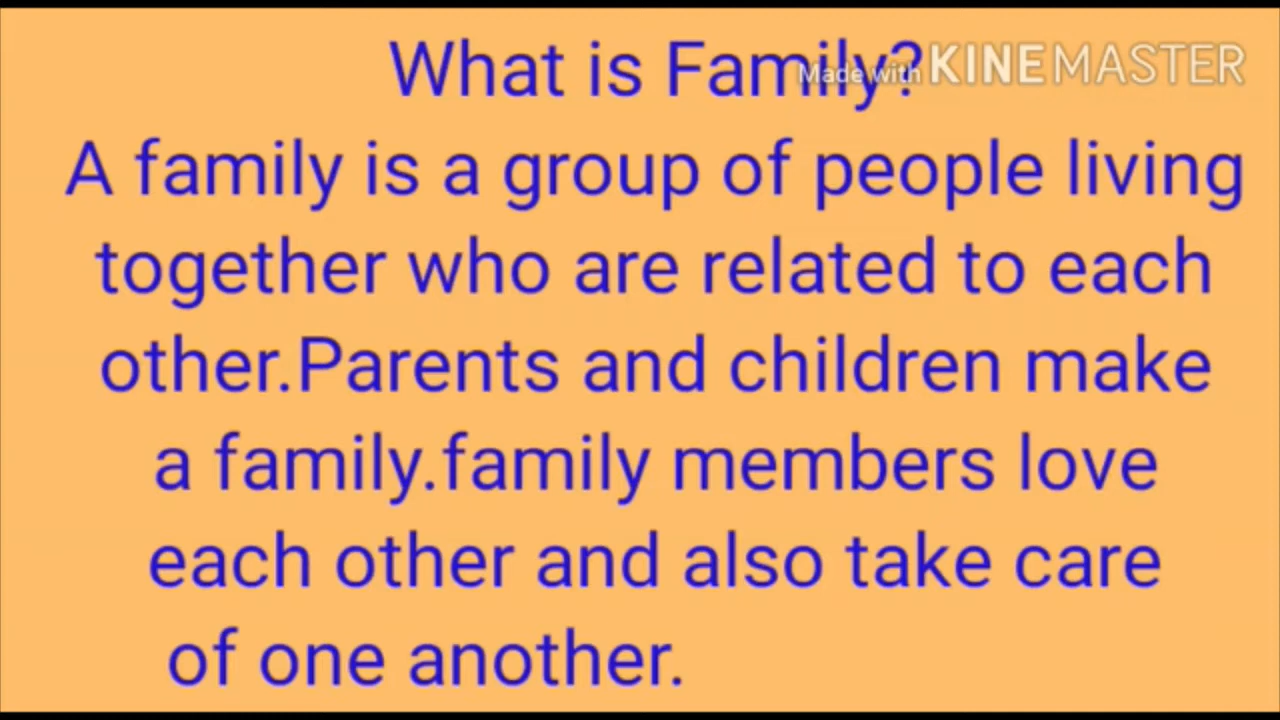 What is Family?
Made with KINEMASTER
A family is a group of people living
together who are related to each
other.Parents and children make
a family.family members love
each other and also take care
of one another.